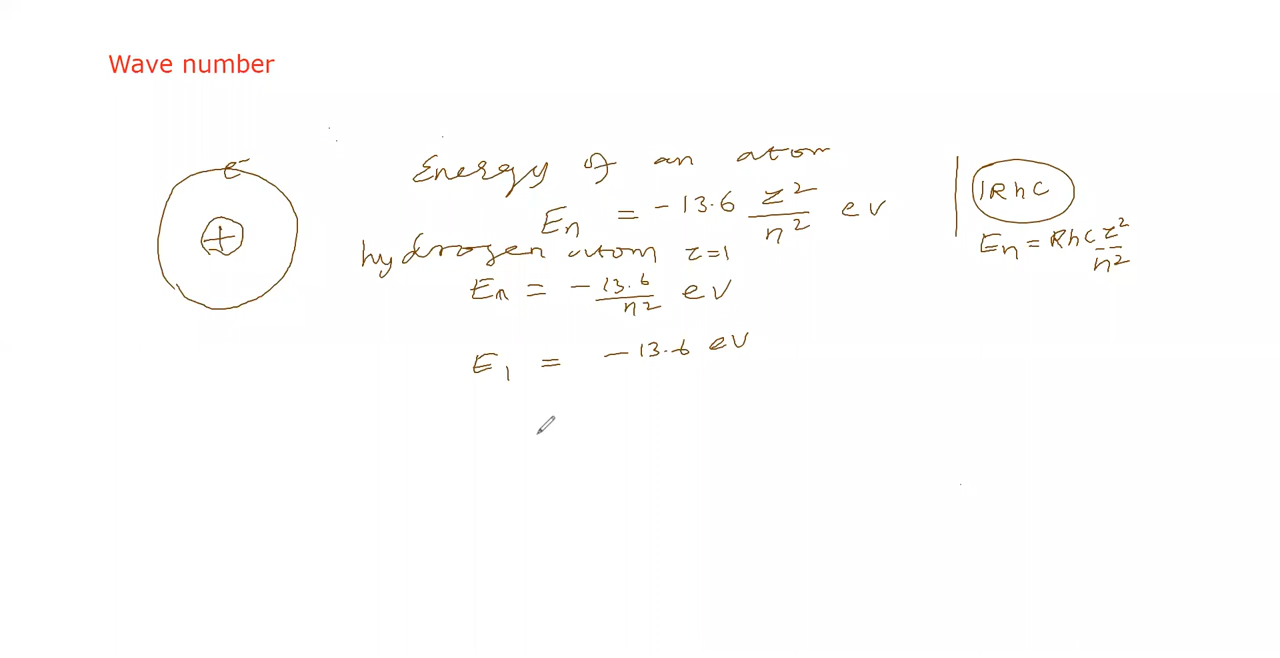 Wave number
e-
+
Energy of an atom
En = -13.6 z²/n² ev
hydrogen atom z=1
En = -13.6/n² eV
E1 = -13.6 eV
1RhC
En = Rhc z²/n²